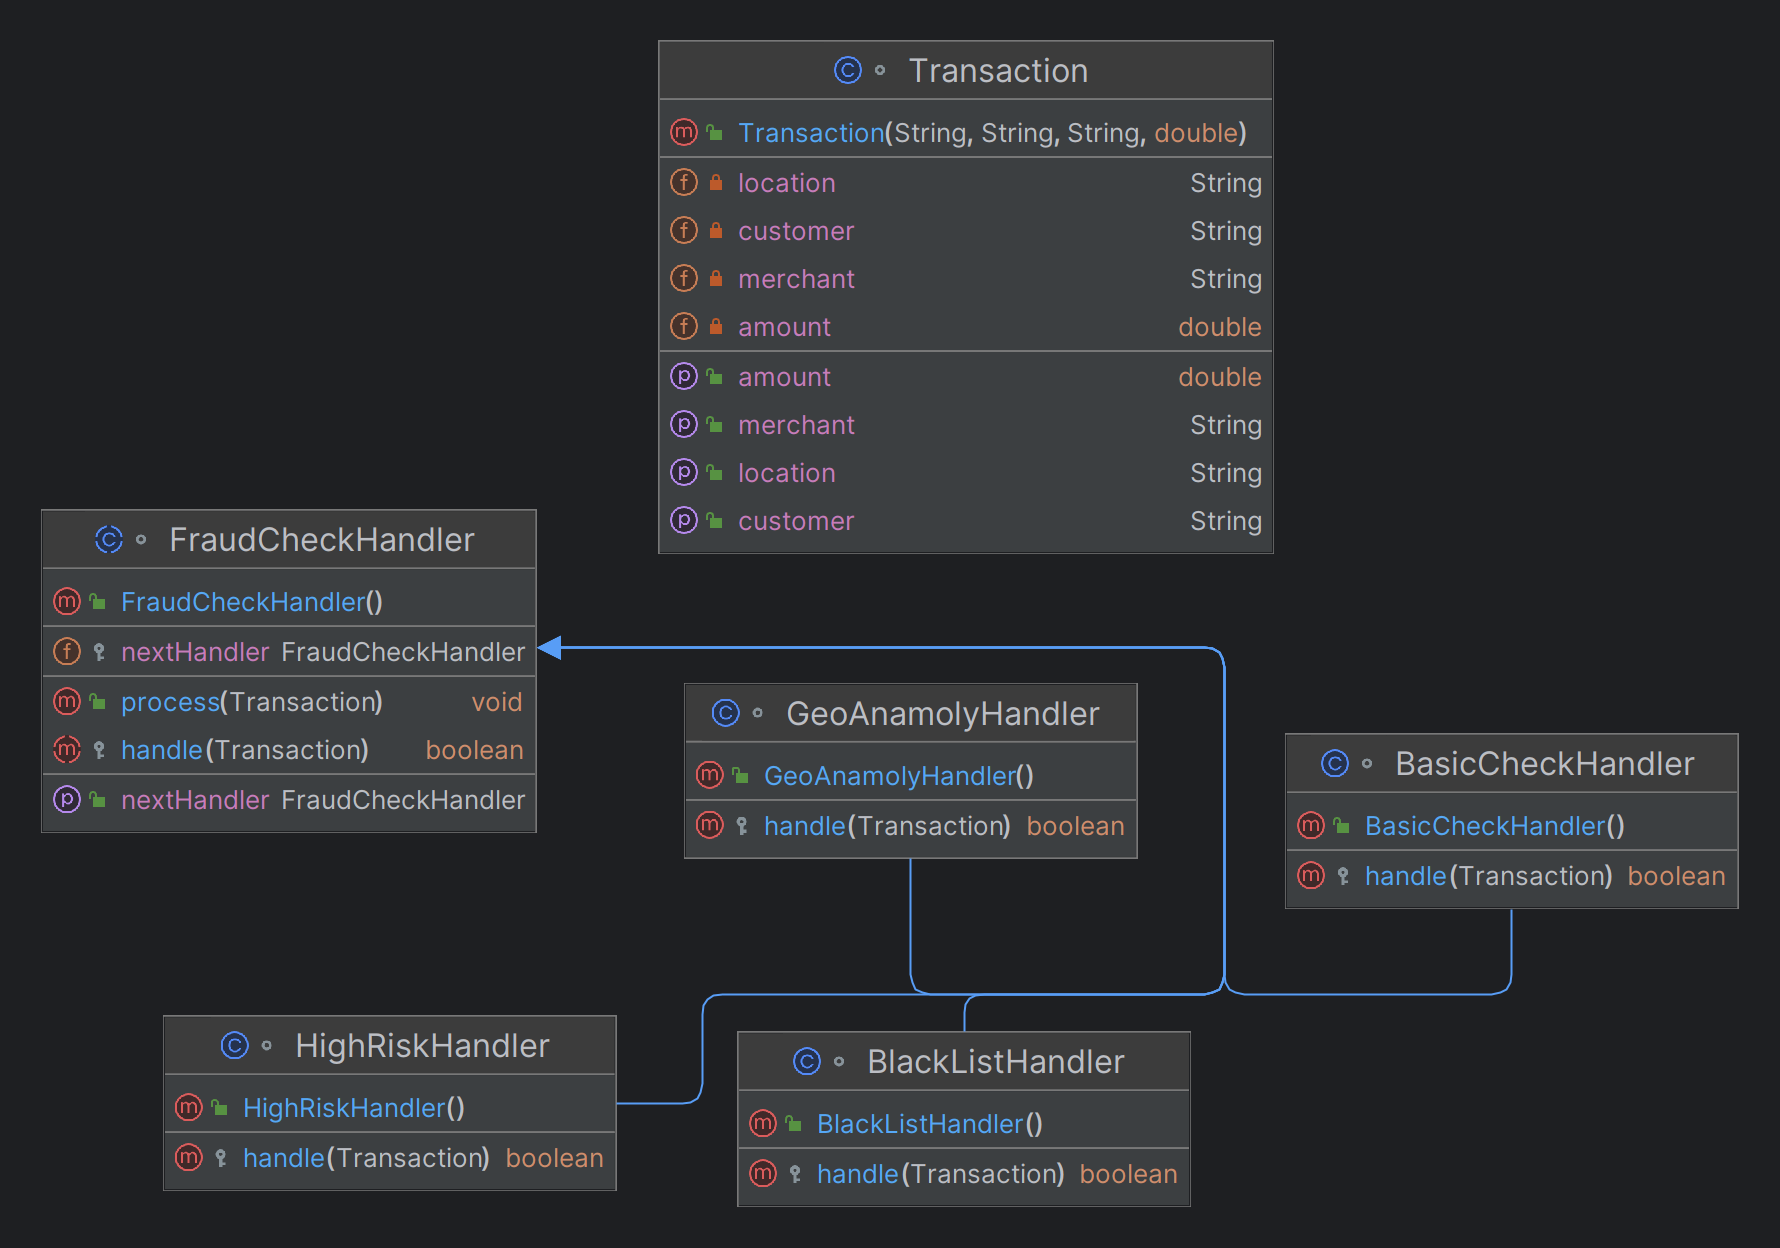 Transaction
Transaction(String, String, String, double)
location String
customer String
merchant String
amount double
amount double
merchant String
location String
customer String
FraudCheckHandler
FraudCheckHandler()
nextHandler FraudCheckHandler
process(Transaction) void
handle(Transaction) boolean
nextHandler FraudCheckHandler
GeoAnamolyHandler
GeoAnamolyHandler()
handle(Transaction) boolean
BasicCheckHandler
BasicCheckHandler()
handle(Transaction) boolean
HighRiskHandler
HighRiskHandler()
handle(Transaction) boolean
BlackListHandler
BlackListHandler()
handle(Transaction) boolean